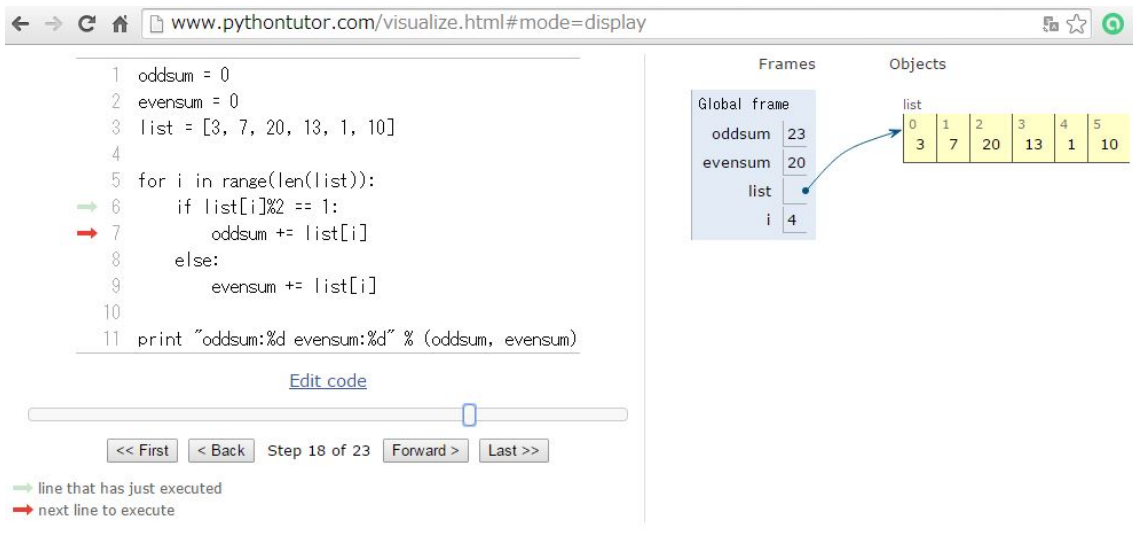 www.pythontutor.com/visualize.html#mode=display
1 oddsum = 0
2 evensum = 0
3 list = [3, 7, 20, 13, 1, 10]
4
5 for i in range(len(list)):
6 if list[i]%2 == 1:
7 oddsum += list[i]
8 else:
9 evensum += list[i]
10
11 print "oddsum:%d evensum:%d" % (oddsum, evensum)
Edit code
<< First < Back Step 18 of 23 Forward > Last >>
line that has just executed
next line to execute
Frames Objects
Global frame
oddsum 23
evensum 20
list
i 4
list
0 1 2 3 4 5
3 7 20 13 1 10